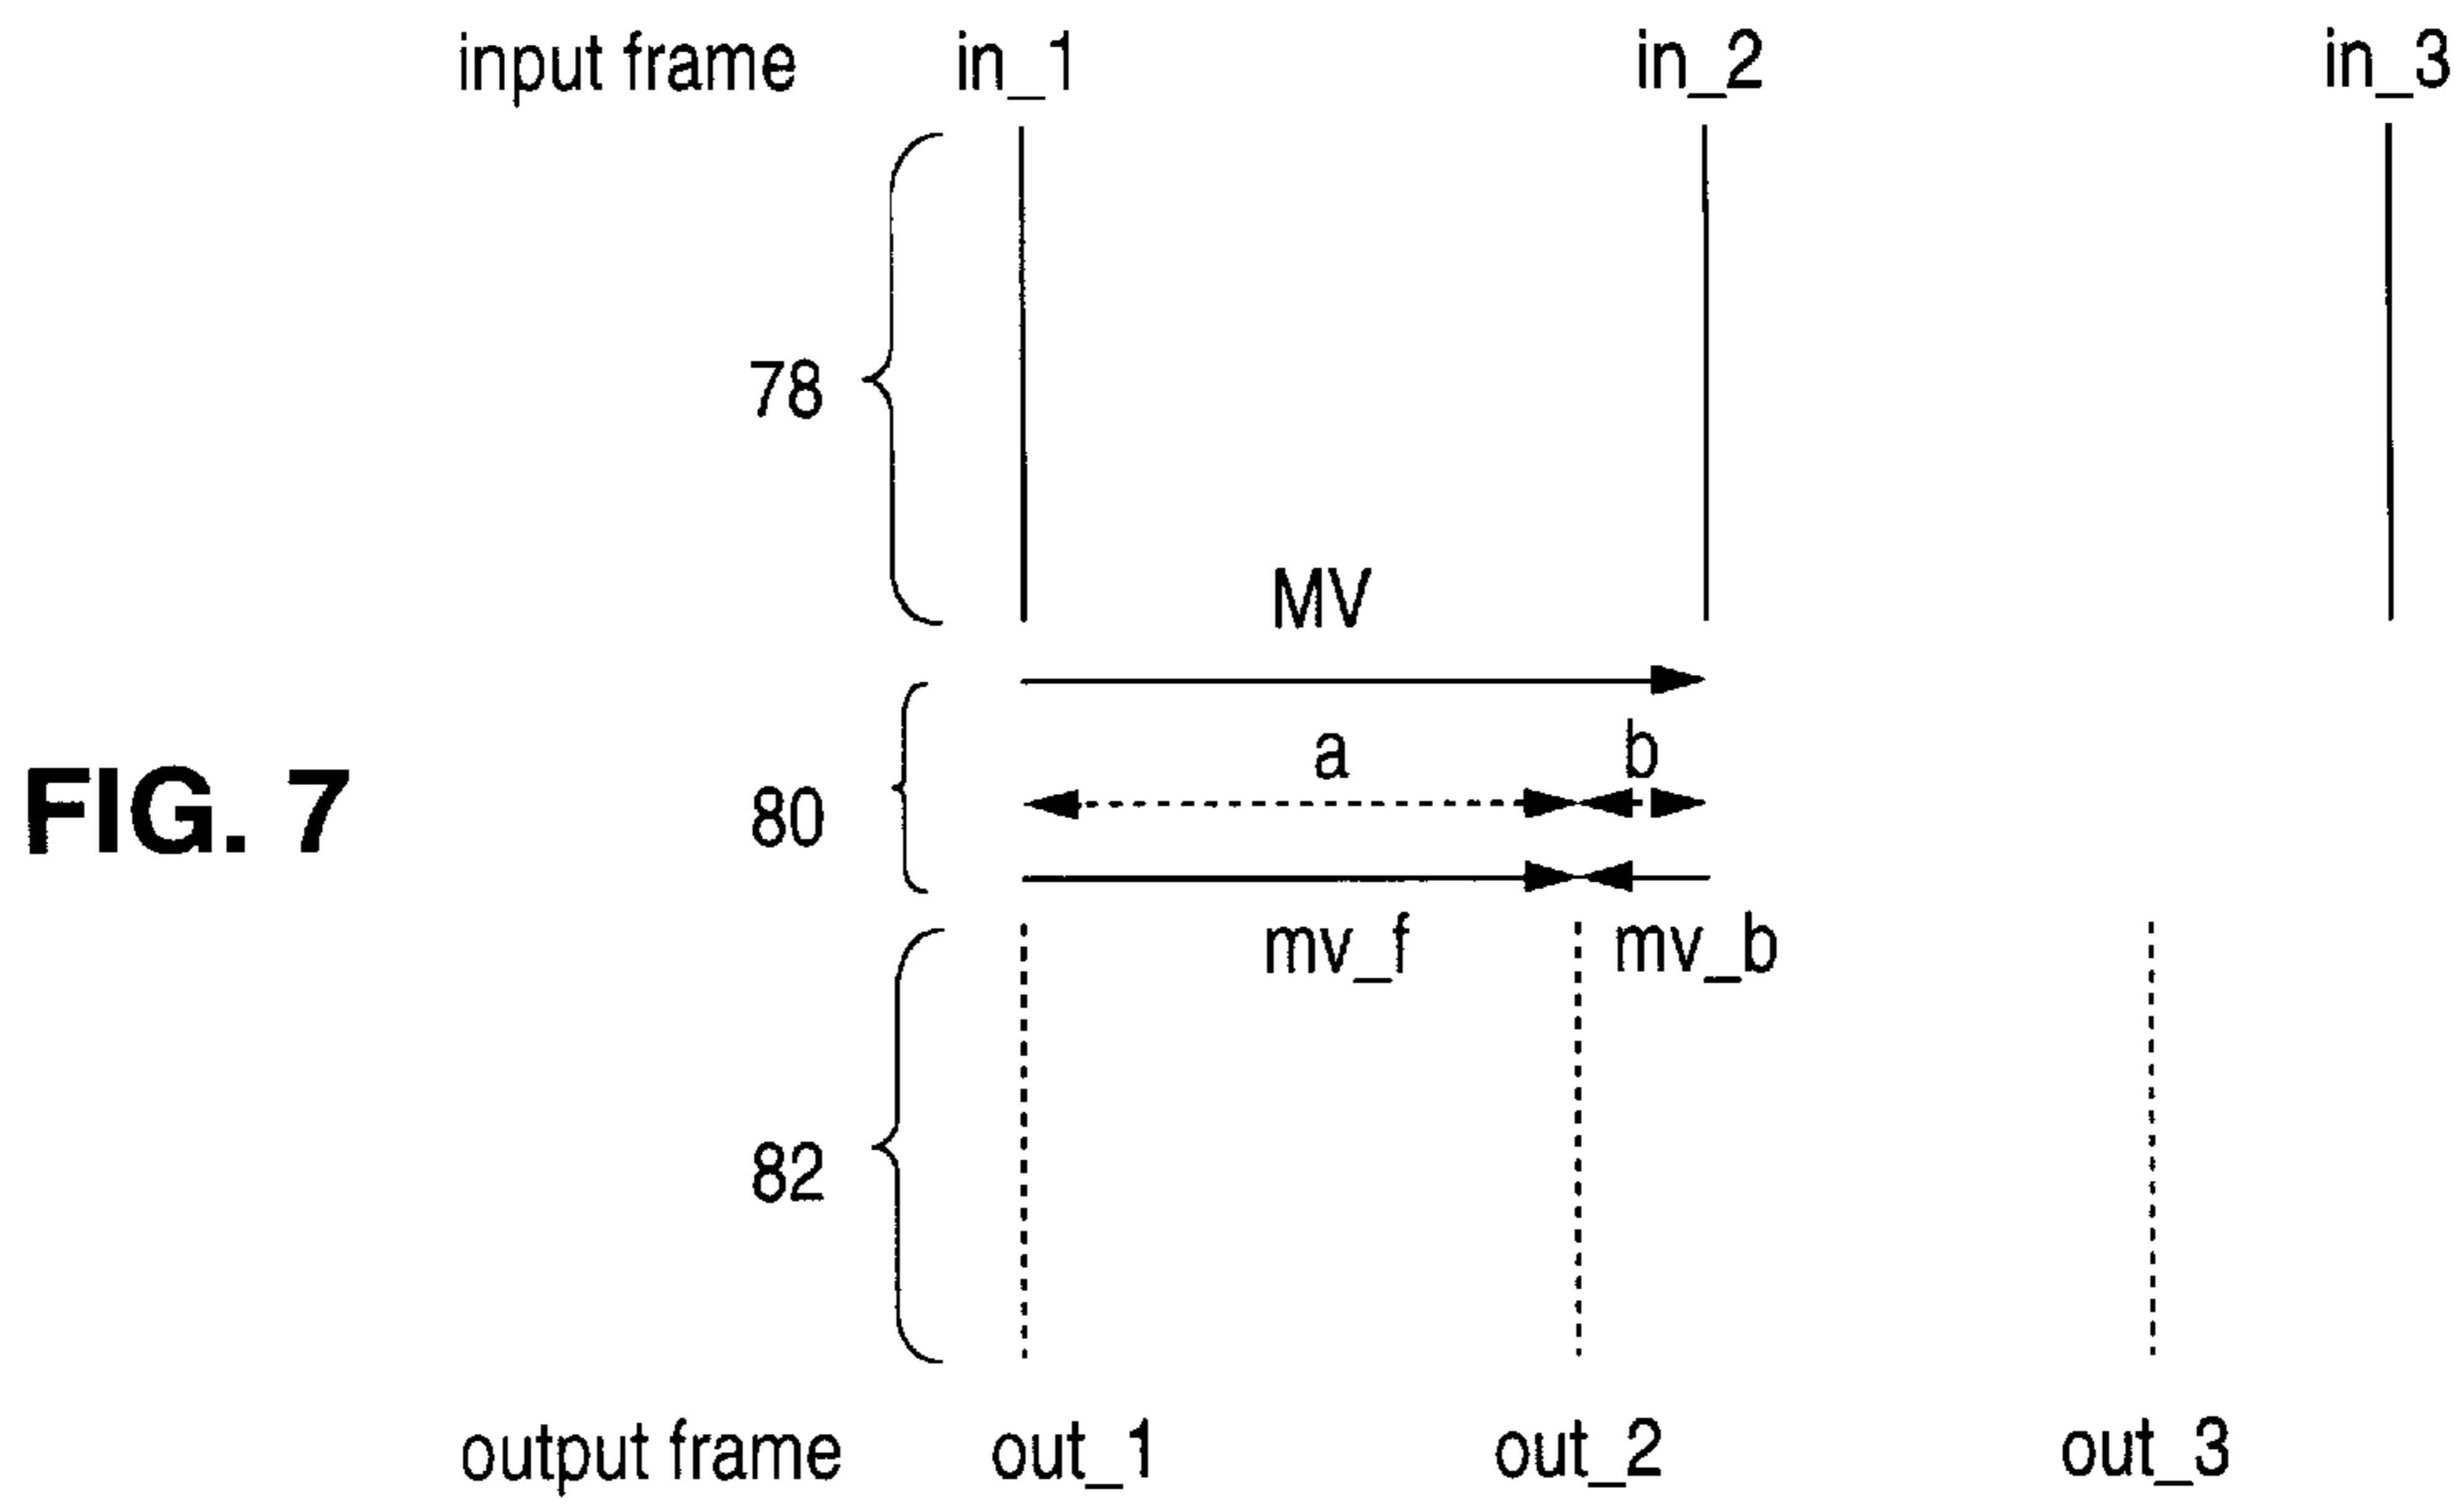 input frame in_1 in_2 in_3
78
MV
a b
FIG. 7
80
mv_f mv_b
82
output frame out_1 out_2 out_3